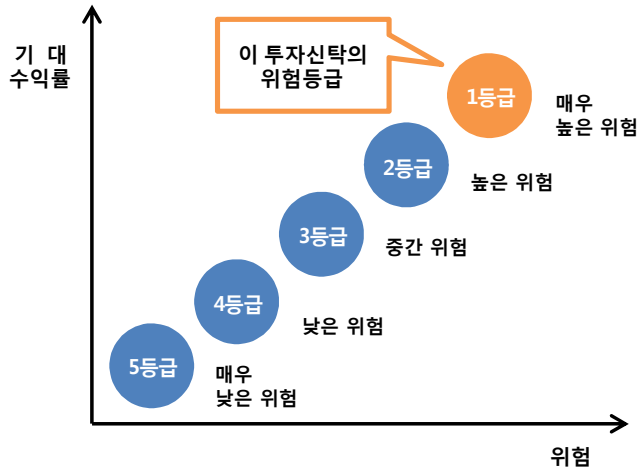 기 대
수익률
이 투자신탁의
위험등급
1등급
매우
높은 위험
2등급
높은 위험
3등급
중간 위험
4등급
낮은 위험
5등급
매우
낮은 위험
위험